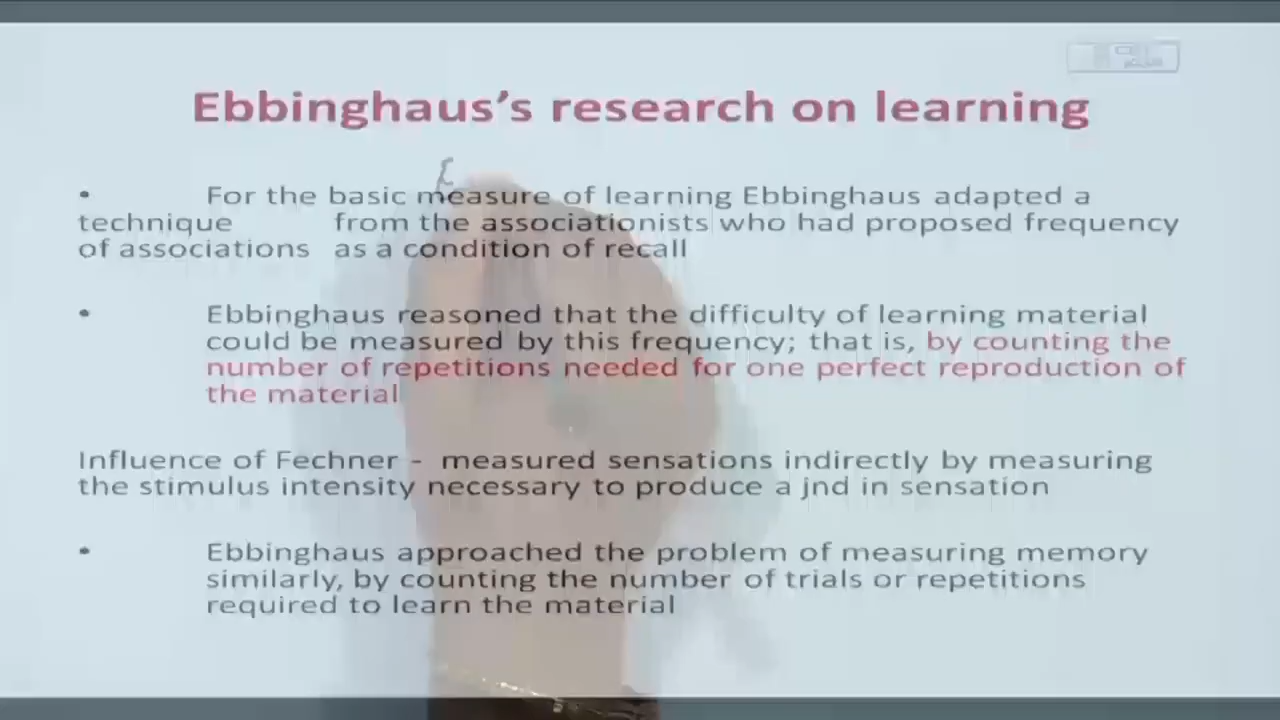 Ebbinghaus's research on learning
• For the basic measure of learning Ebbinghaus adapted a
technique from the associationists who had proposed frequency
of associations as a condition of recall
• Ebbinghaus reasoned that the difficulty of learning material
could be measured by this frequency; that is, by counting the
number of repetitions needed for one perfect reproduction of
the material
Influence of Fechner - measured sensations indirectly by measuring
the stimulus intensity necessary to produce a jnd in sensation
• Ebbinghaus approached the problem of measuring memory
similarly, by counting the number of trials or repetitions
required to learn the material